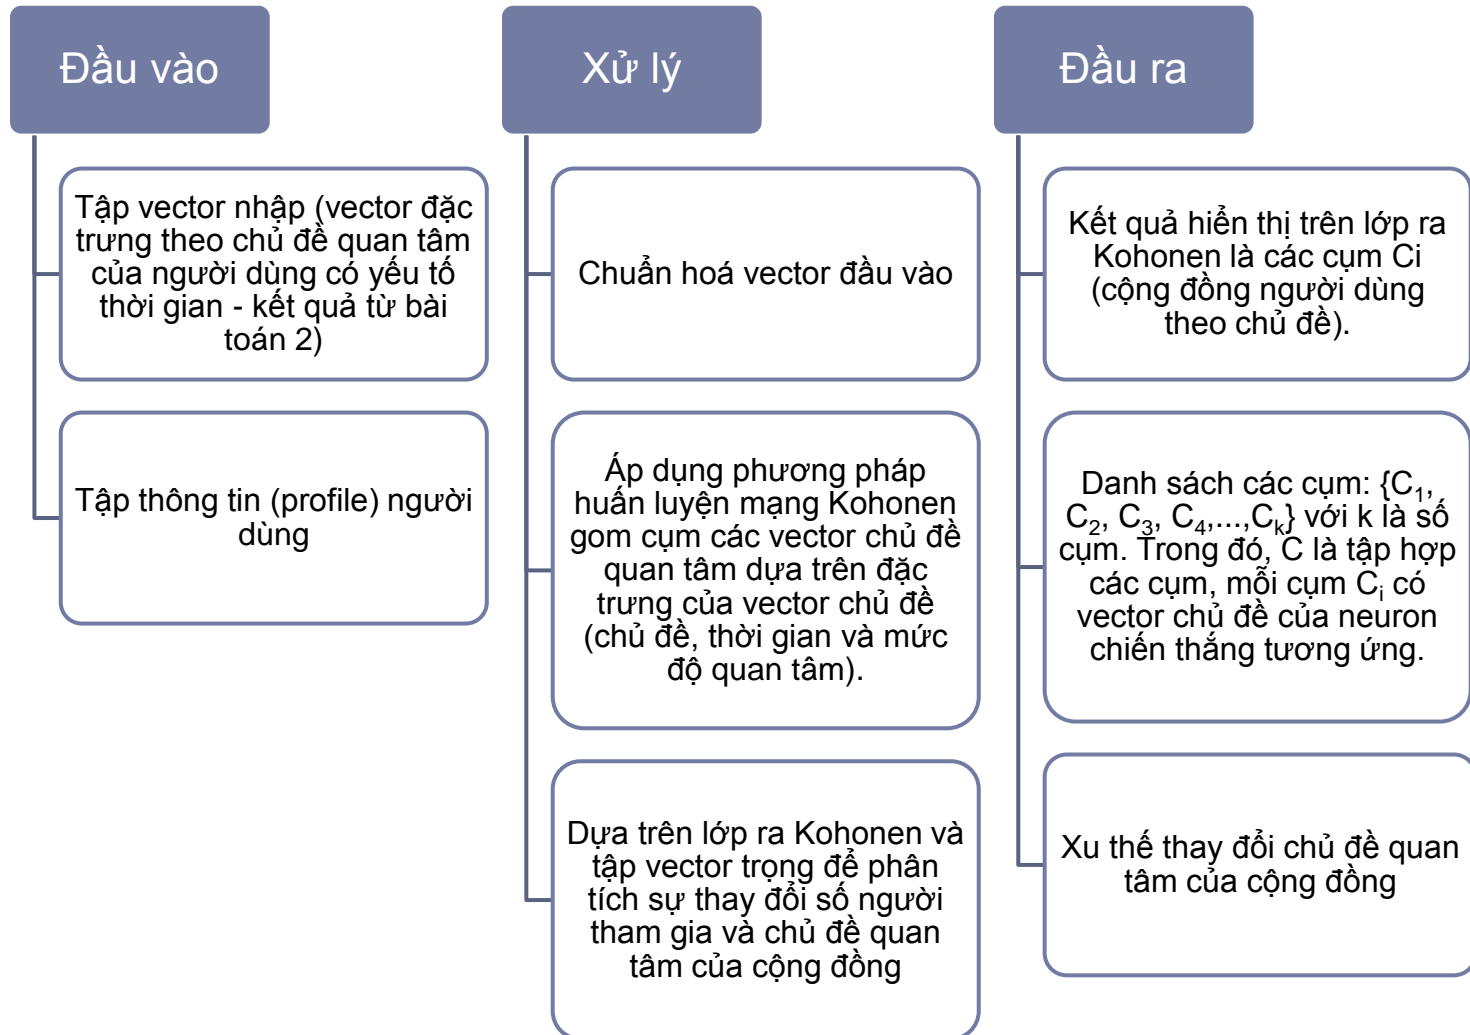 Đầu vào
Tập vector nhập (vector đặc
trưng theo chủ đề quan tâm
của người dùng có yếu tố
thời gian - kết quả từ bài
toán 2)
Tập thông tin (profile) người
dùng
Xử lý
Chuẩn hoá vector đầu vào
Áp dụng phương pháp
huấn luyện mạng Kohonen
gom cụm các vector chủ đề
quan tâm dựa trên đặc
trưng của vector chủ đề
(chủ đề, thời gian và mức
độ quan tâm).
Dựa trên lớp ra Kohonen và
tập vector trọng để phân
tích sự thay đổi số người
tham gia và chủ đề quan
tâm của cộng đồng
Đầu ra
Kết quả hiển thị trên lớp ra
Kohonen là các cụm Ci
(cộng đồng người dùng
theo chủ đề).
Danh sách các cụm: {C₁,
C₂, C₃, C₄,...,Cₖ} với k là số
cụm. Trong đó, C là tập hợp
các cụm, mỗi cụm Cᵢ có
vector chủ đề của neuron
chiến thắng tương ứng.
Xu thế thay đổi chủ đề quan
tâm của cộng đồng